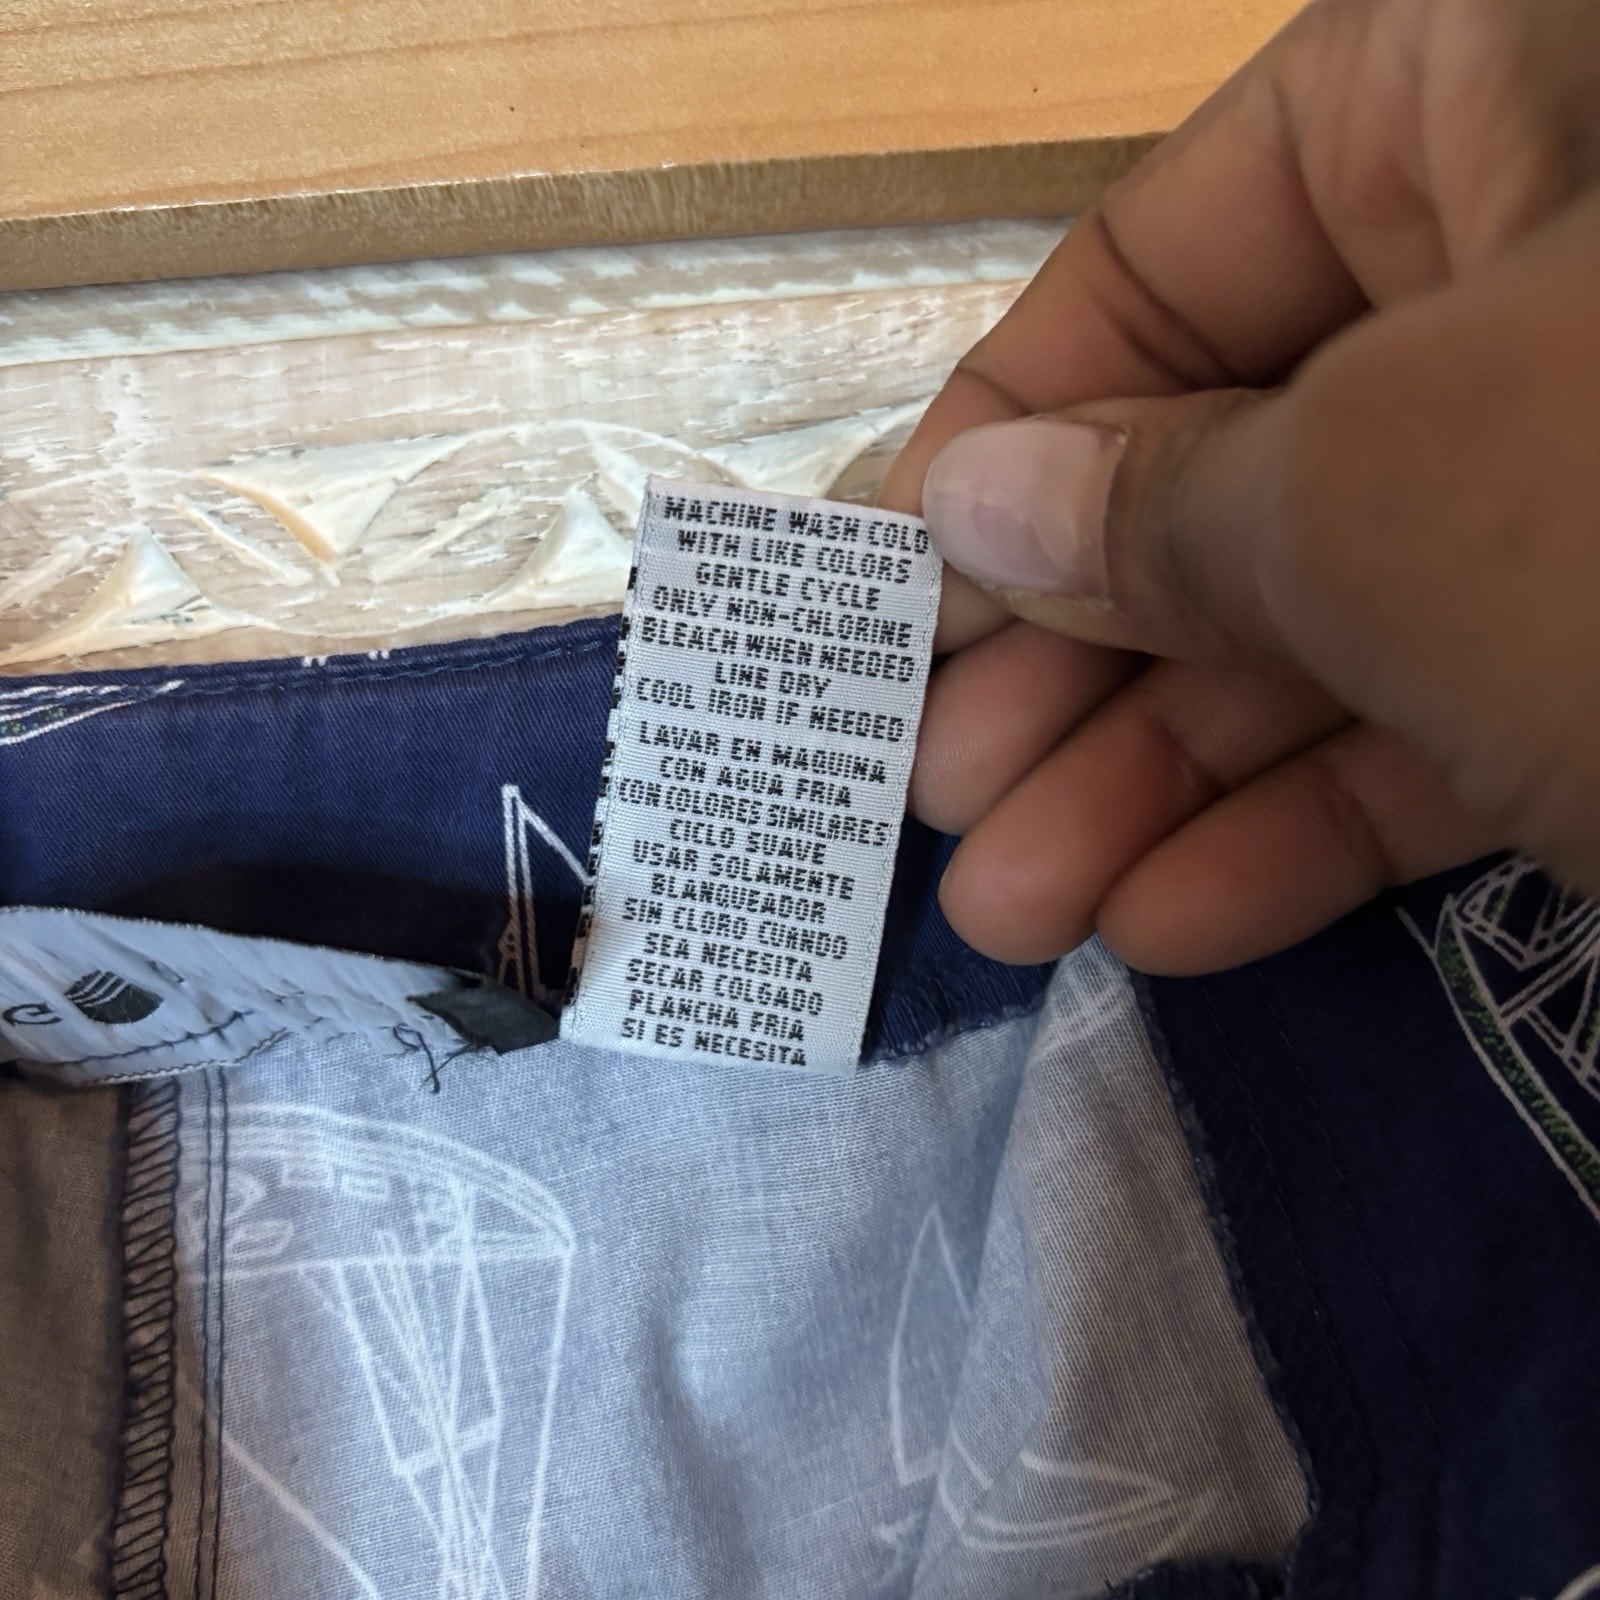 MACHINE WASH COLD
WITH LIKE COLORS
GENTLE CYCLE
ONLY NON-CHLORINE
BLEACH WHEN NEEDED
LINE DRY
COOL IRON IF NEEDED
LAVAR EN MAQUINA
CON AGUA FRIA
CON COLORES SIMILARES
CICLO SUAVE
USAR SOLAMENTE
BLANQUEADOR
SIN CLORO CUANDO
SEA NECESITA
SECAR COLGADO
PLANCHA FRIA
SI ES NECESITA